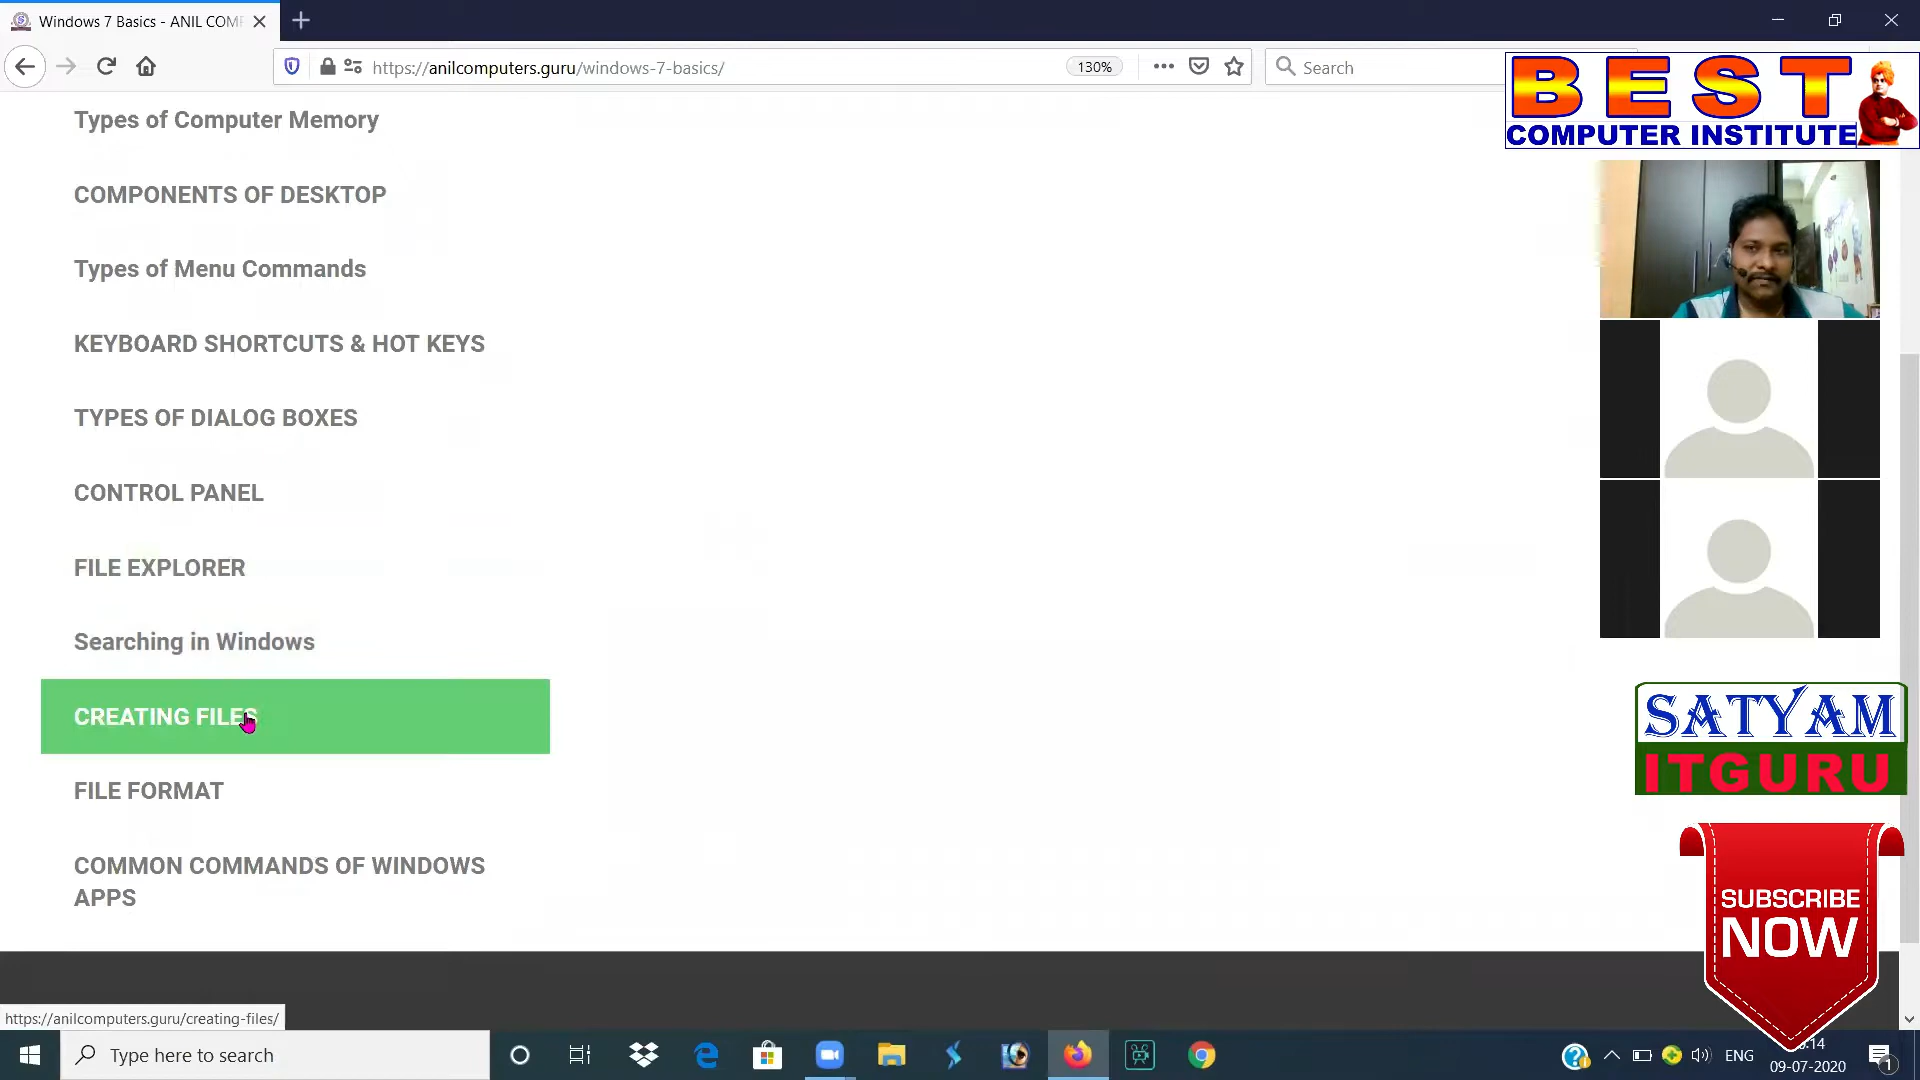 Windows 7 Basics - ANIL COM
https://anilcomputers.guru/windows-7-basics/
130%
Search
BEST
COMPUTER INSTITUTE
Types of Computer Memory
COMPONENTS OF DESKTOP
Types of Menu Commands
KEYBOARD SHORTCUTS & HOT KEYS
TYPES OF DIALOG BOXES
CONTROL PANEL
FILE EXPLORER
Searching in Windows
CREATING FILES
FILE FORMAT
COMMON COMMANDS OF WINDOWS
APPS
SATYAM
ITGURU
SUBSCRIBE
NOW
https://anilcomputers.guru/creating-files/
Type here to search
ENG
09-07-2020
1